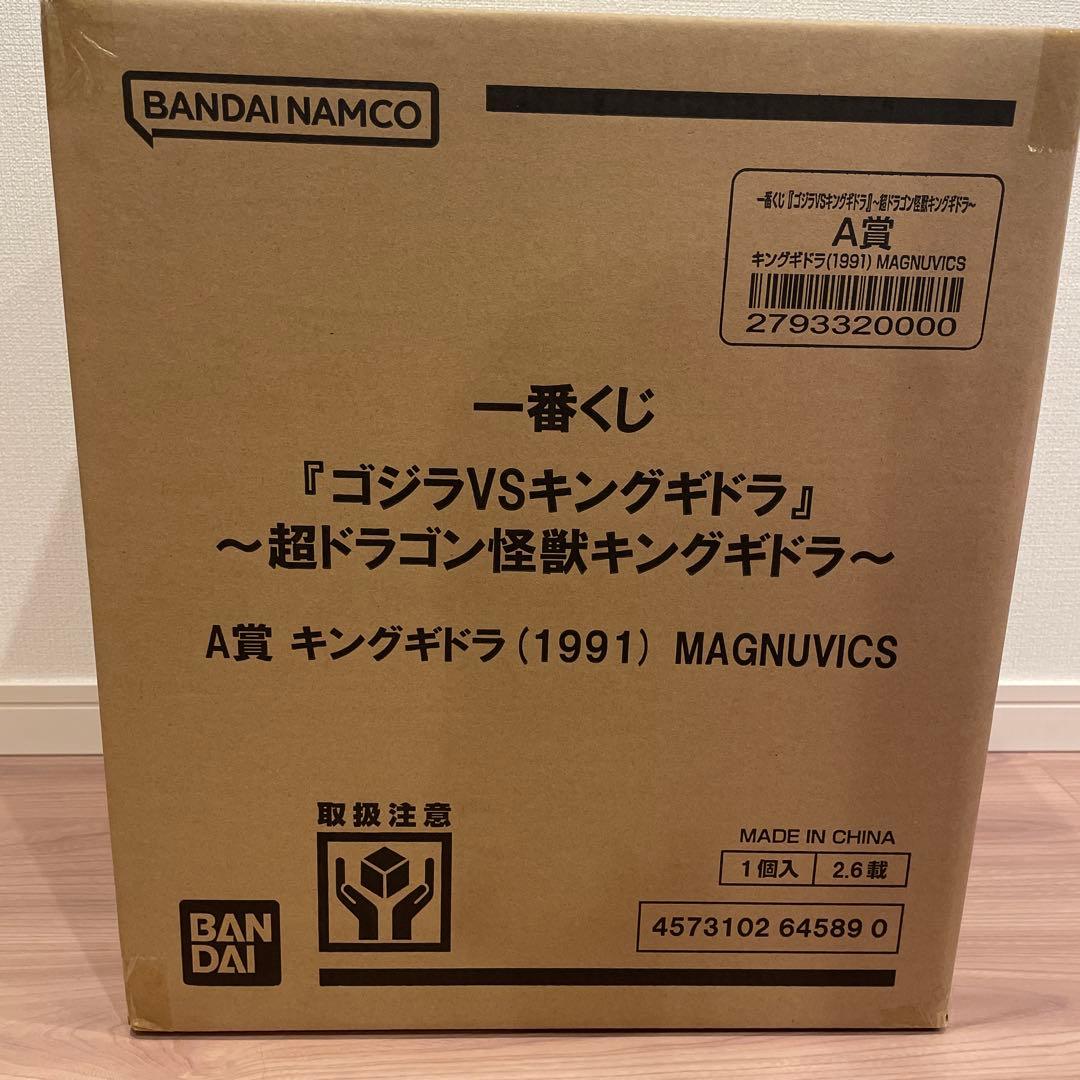 BANDAI NAMCO
一番くじ『ゴジラVSキングギドラ』～超ドラゴン怪獣キングギドラ～
A賞
キングギドラ(1991) MAGNUVICS
2793320000
一番くじ
『ゴジラVSキングギドラ』
～超ドラゴン怪獣キングギドラ～
A賞 キングギドラ(1991) MAGNUVICS
取扱注意
MADE IN CHINA
1個入 2.6載
4573102 64589 0
BAN
DAI